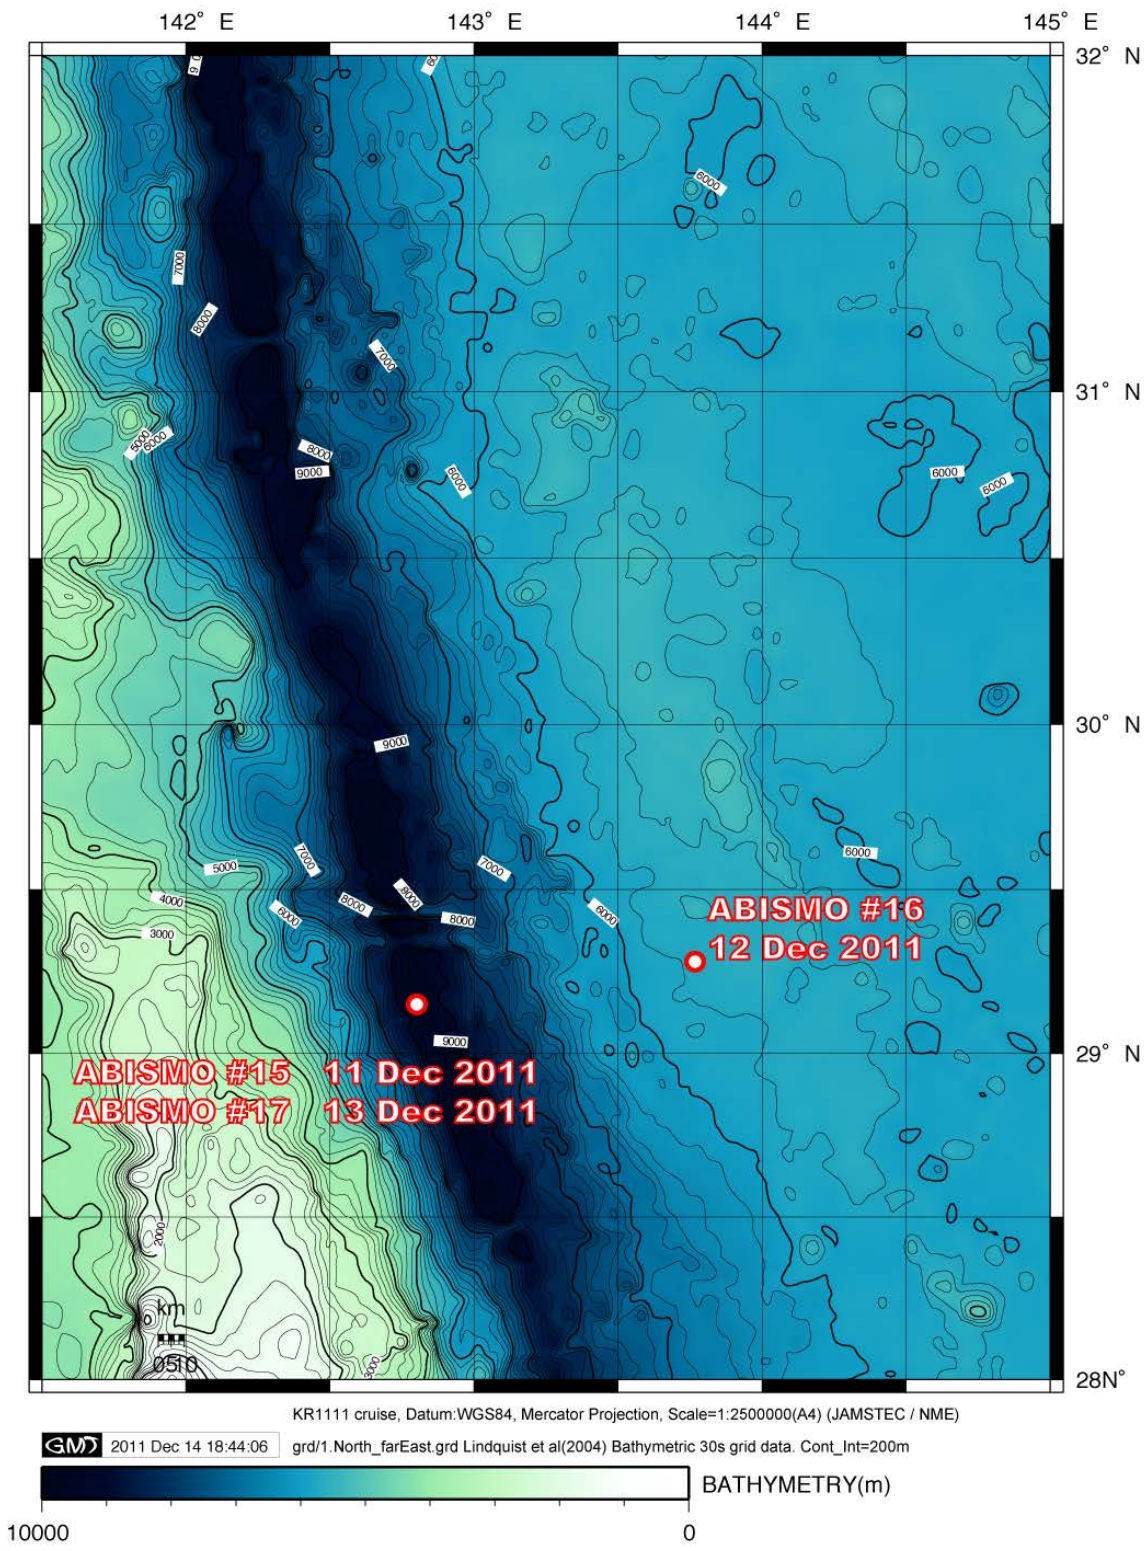 142° E 143° E 144° E 145° E
32° N
60
6000
7000
8000
7000
31° N
5000
6000
8000
9000
6000
6000
6000
30° N
9000
7000
7000
5000
6000
4000
8000
8000
8000
6000
6000
3000
ABISMO #16
12 Dec 2011
9000
29° N
ABISMO #15 11 Dec 2011
ABISMO #17 13 Dec 2011
2000
km
0510
3000
28N°
KR1111 cruise, Datum:WGS84, Mercator Projection, Scale=1:2500000(A4) (JAMSTEC / NME)
GMT 2011 Dec 14 18:44:06 grd/1.North_farEast.grd Lindquist et al(2004) Bathymetric 30s grid data. Cont_Int=200m
BATHYMETRY(m)
10000 0